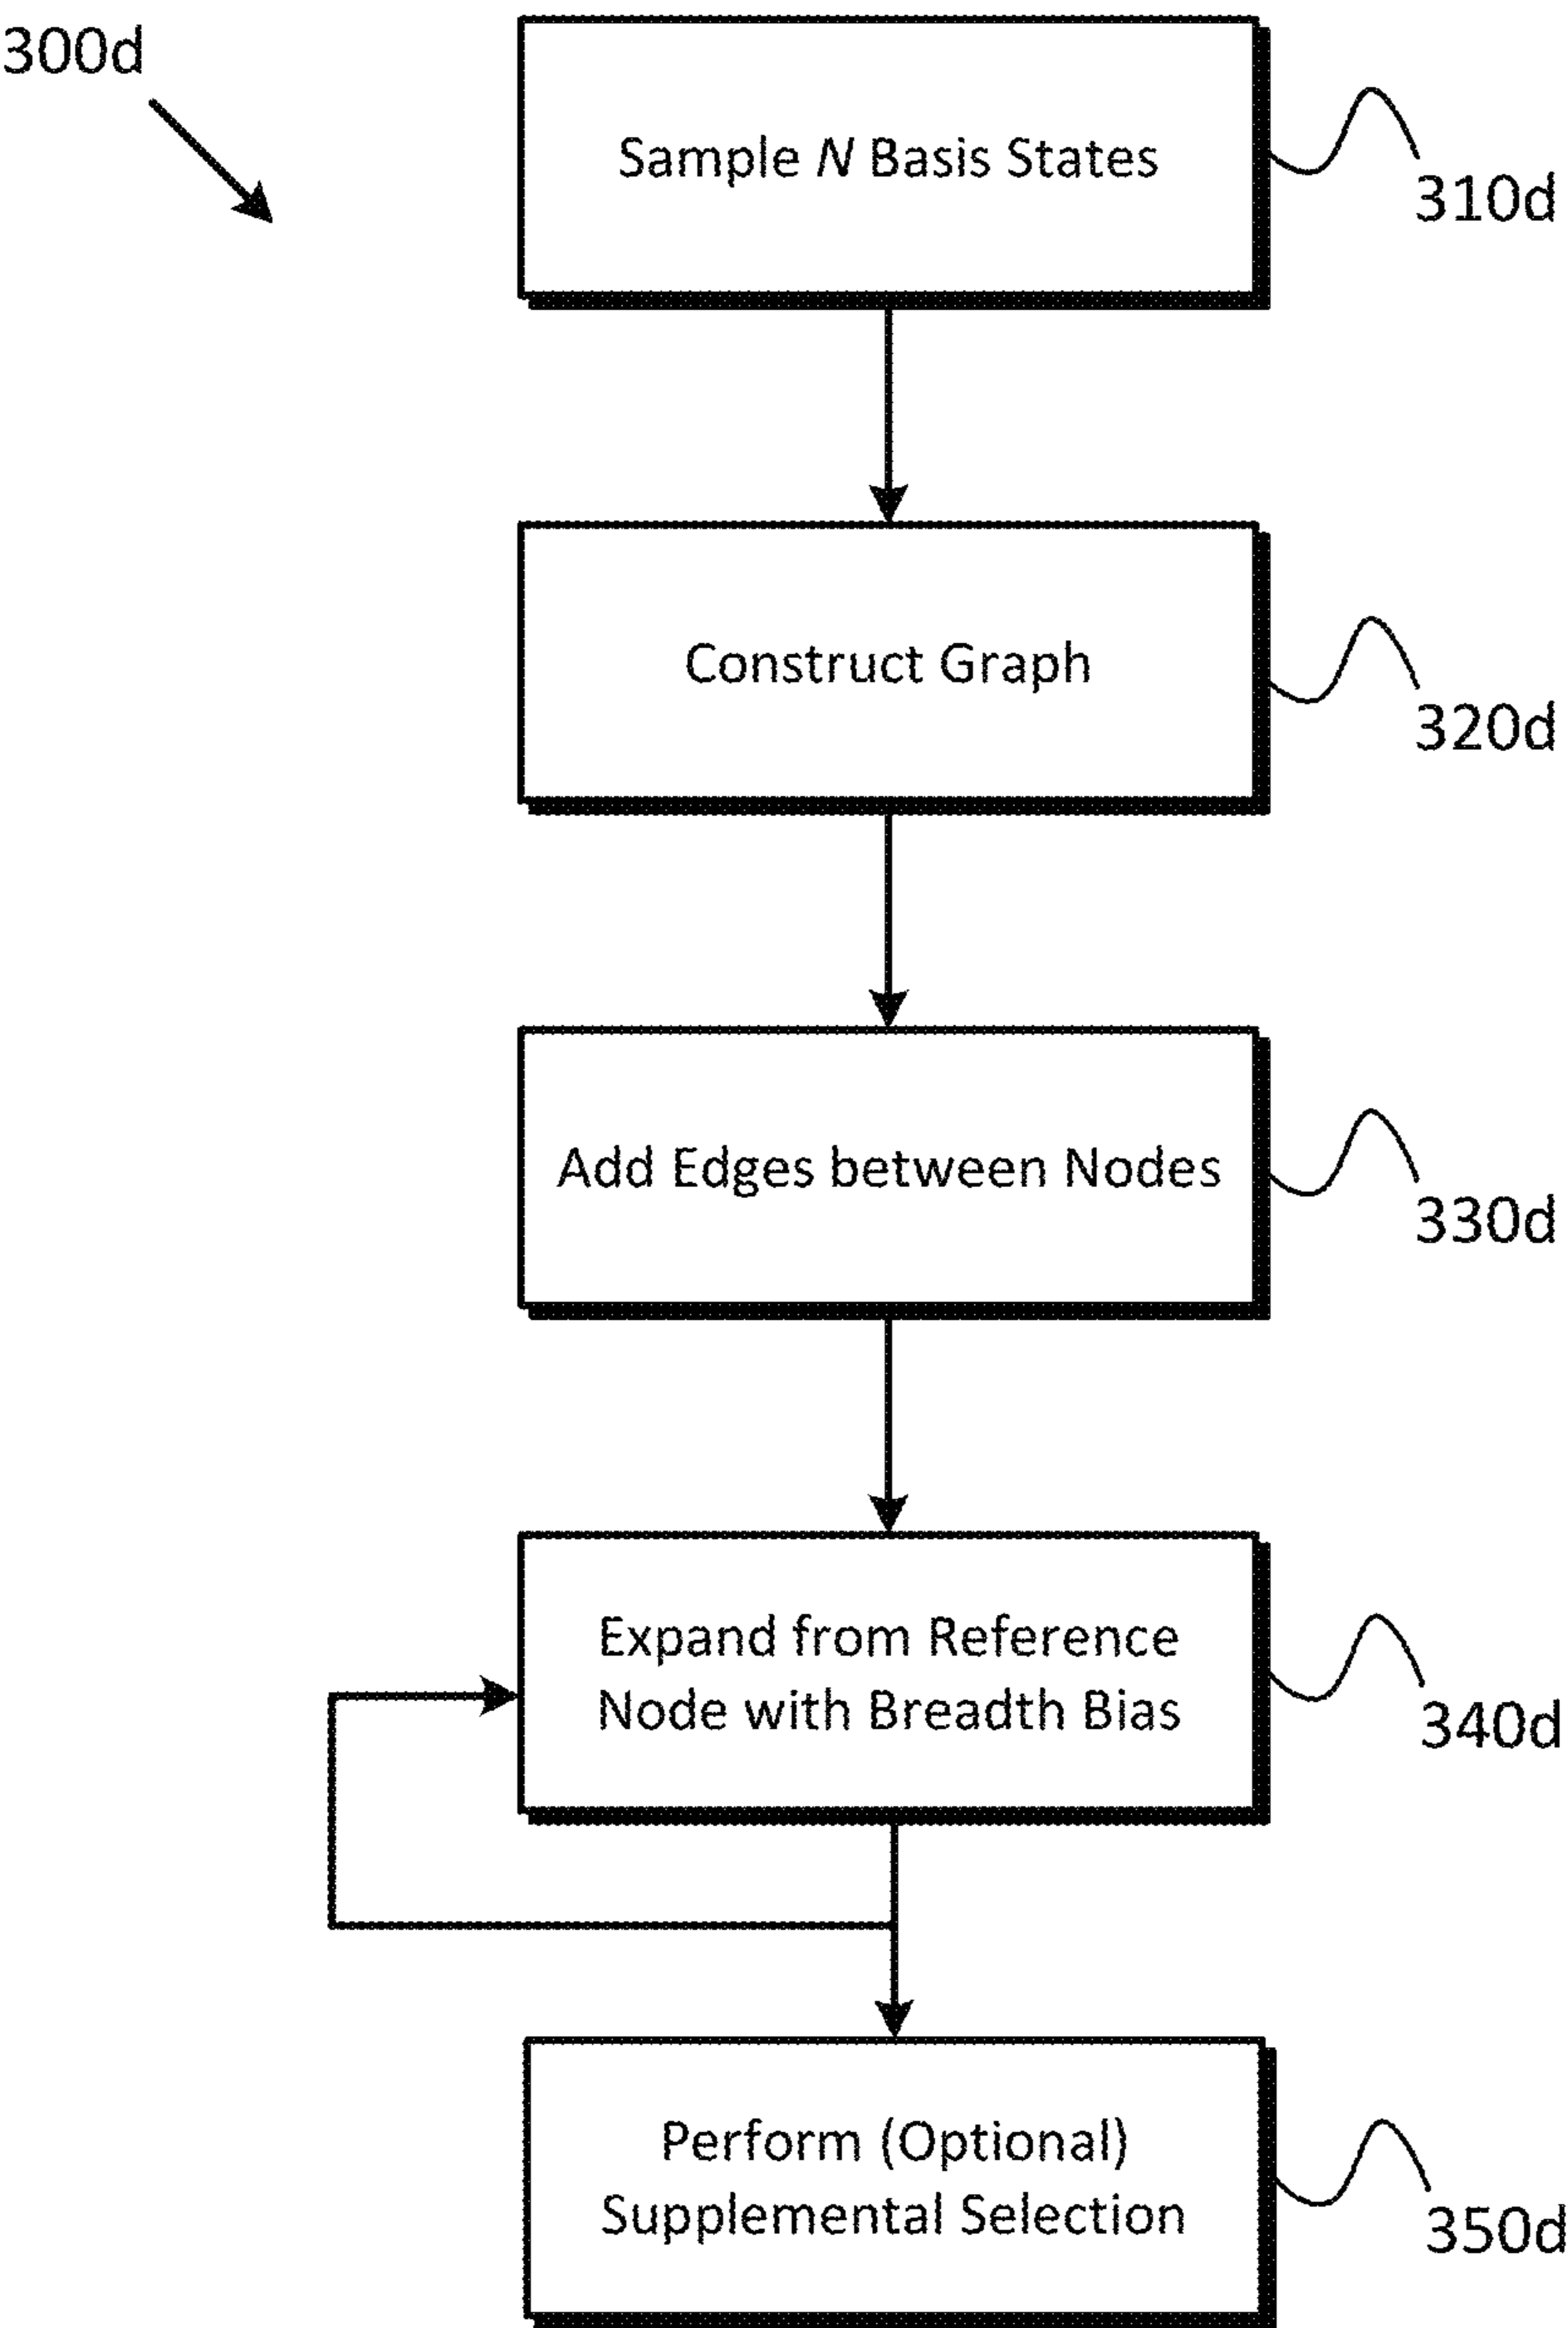 300d
Sample N Basis States
310d
Construct Graph
320d
Add Edges between Nodes
330d
Expand from Reference
Node with Breadth Bias
340d
Perform (Optional)
Supplemental Selection
350d